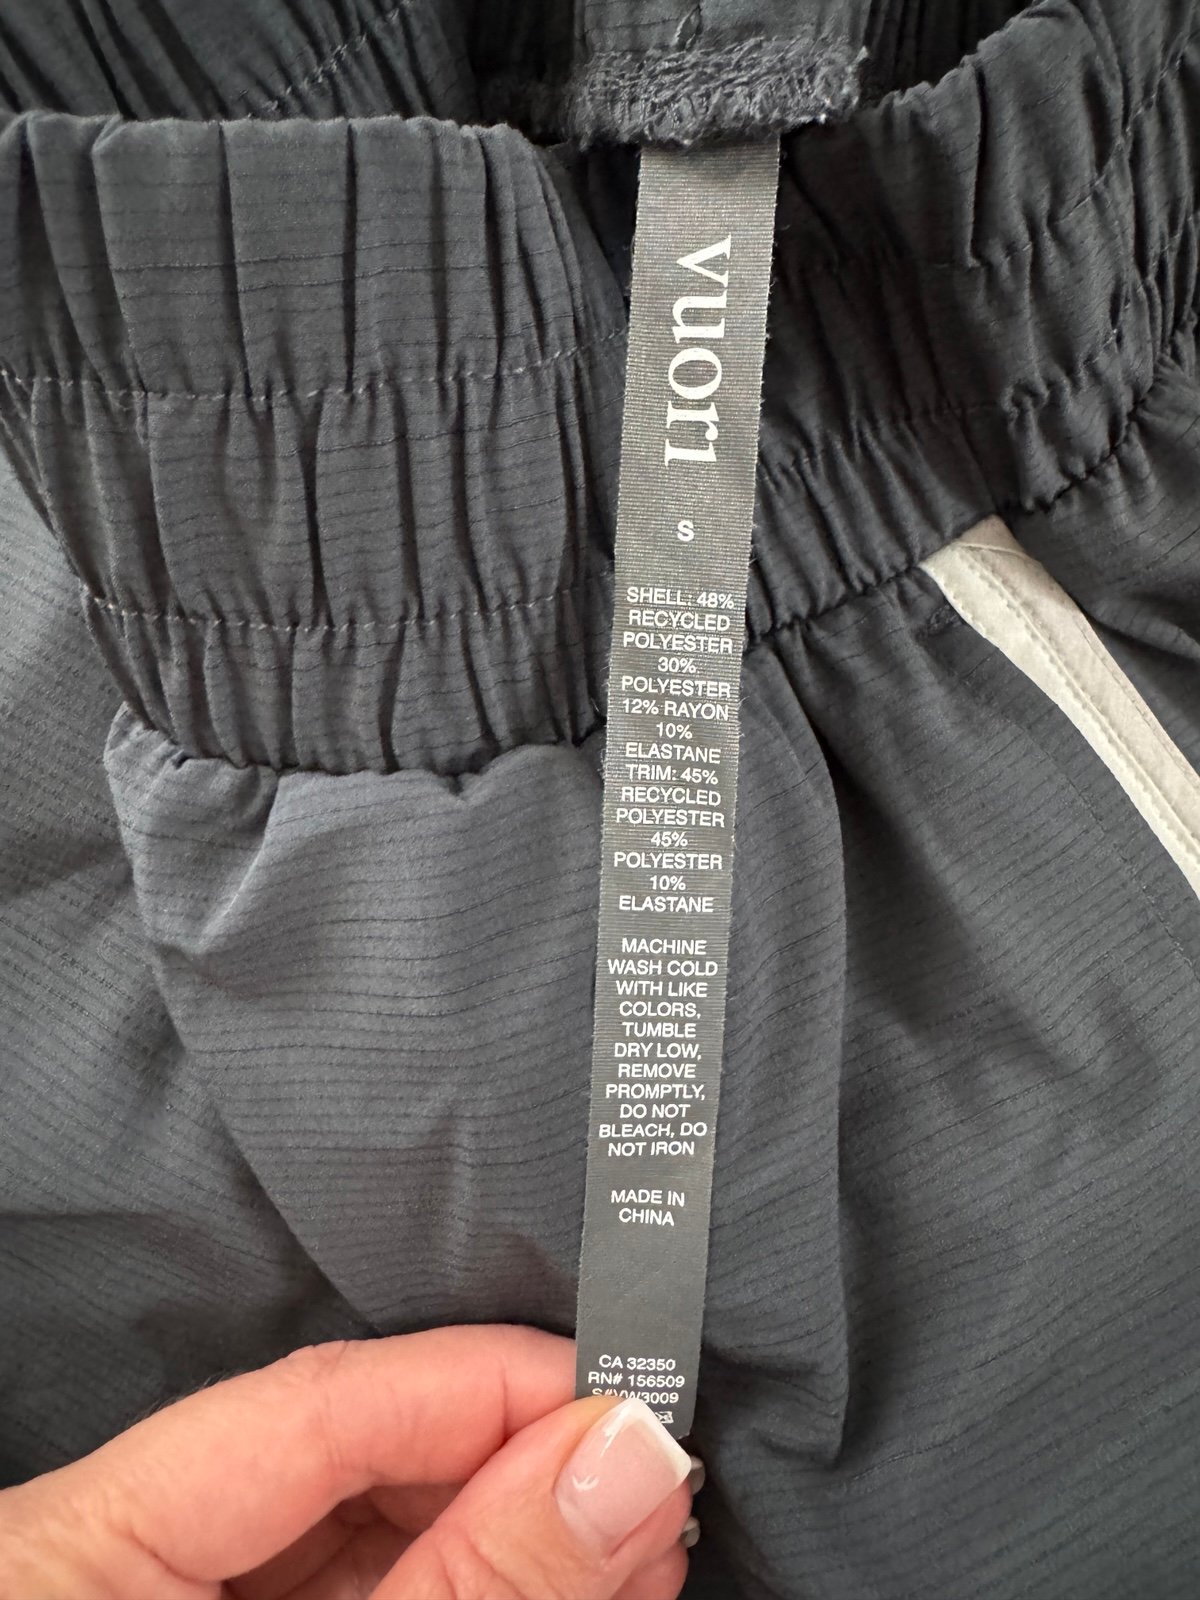 vuori
S
SHELL: 48%
RECYCLED
POLYESTER
30%
POLYESTER
12% RAYON
10%
ELASTANE
TRIM: 45%
RECYCLED
POLYESTER
45%
POLYESTER
10%
ELASTANE
MACHINE
WASH COLD
WITH LIKE
COLORS,
TUMBLE
DRY LOW,
REMOVE
PROMPTLY,
DO NOT
BLEACH, DO
NOT IRON
MADE IN
CHINA
CA 32350
RN# 156509
S#VW3009